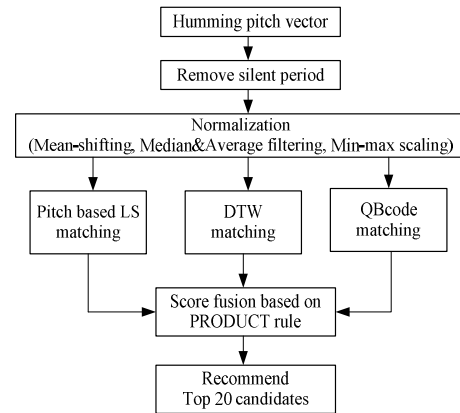 Humming pitch vector
Remove silent period
Normalization
(Mean-shifting, Median&Average filtering, Min-max scaling)
Pitch based LS
matching
DTW
matching
QBcode
matching
Score fusion based on
PRODUCT rule
Recommend
Top 20 candidates